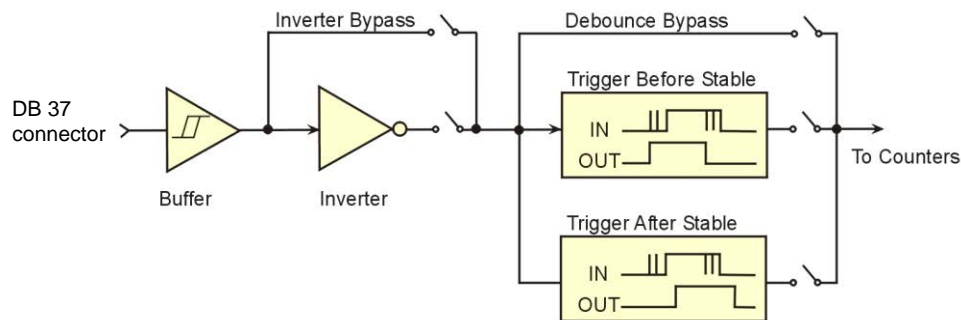 Inverter Bypass
Debounce Bypass
DB 37
connector
Buffer
Inverter
Trigger Before Stable
IN
OUT
To Counters
Trigger After Stable
IN
OUT